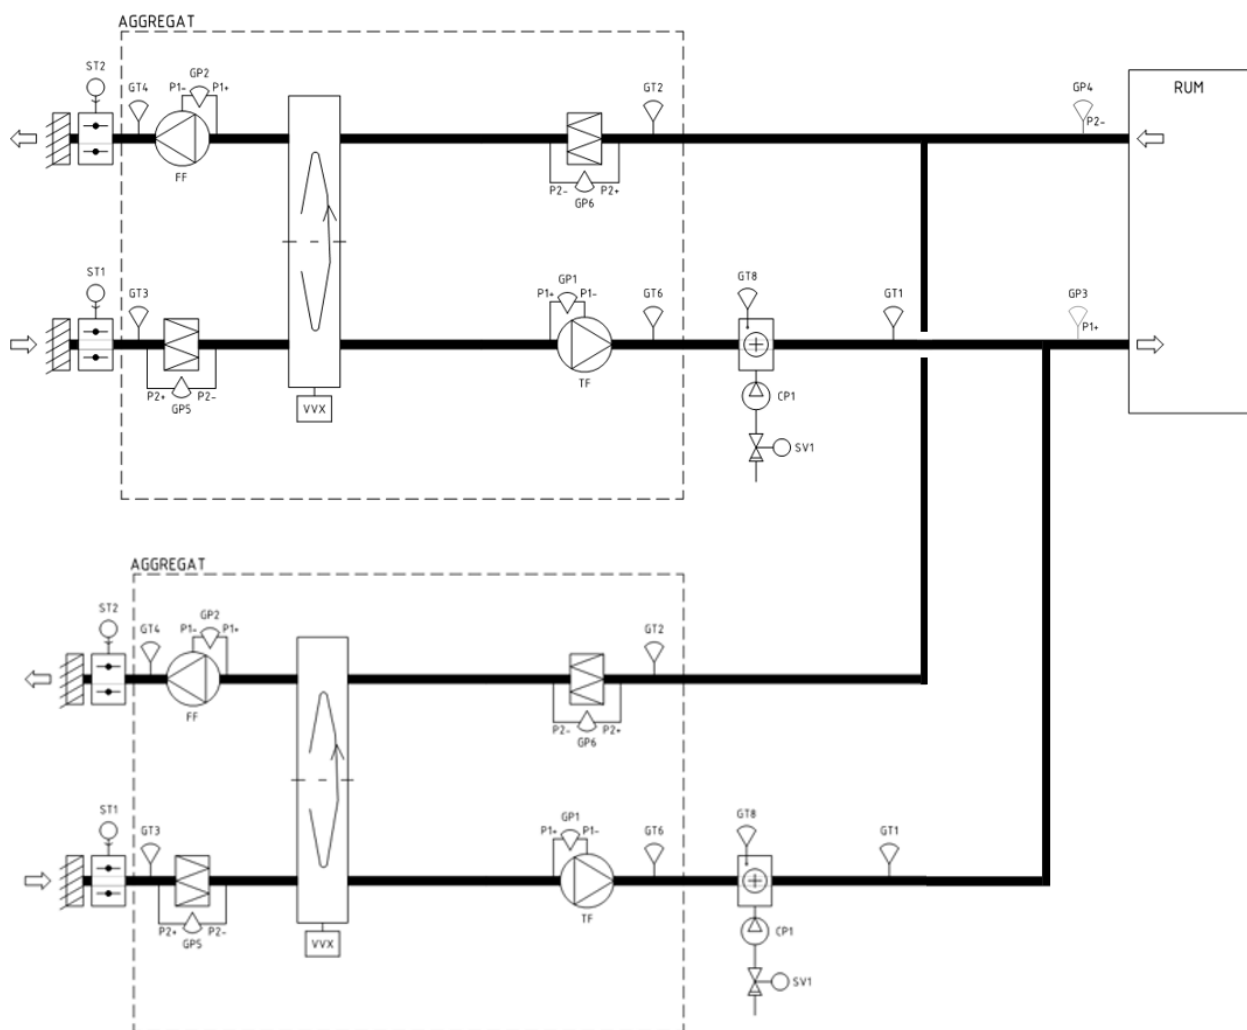 AGGREGAT
ST2
GT4
GP2
P1- P1+
GT2
GP4
P2-
RUM
FF
P2- P2+
GP6
ST1
GT3
GP1
P1+ P1-
GT6
GT8
GT1
GP3
P1+
P2+ P2-
GP5
TF
CP1
VVX
SV1
AGGREGAT
ST2
GT4
GP2
P1- P1+
GT2
FF
P2- P2+
GP6
ST1
GT3
GP1
P1+ P1-
GT6
GT8
GT1
P2+ P2-
GP5
TF
CP1
VVX
SV1